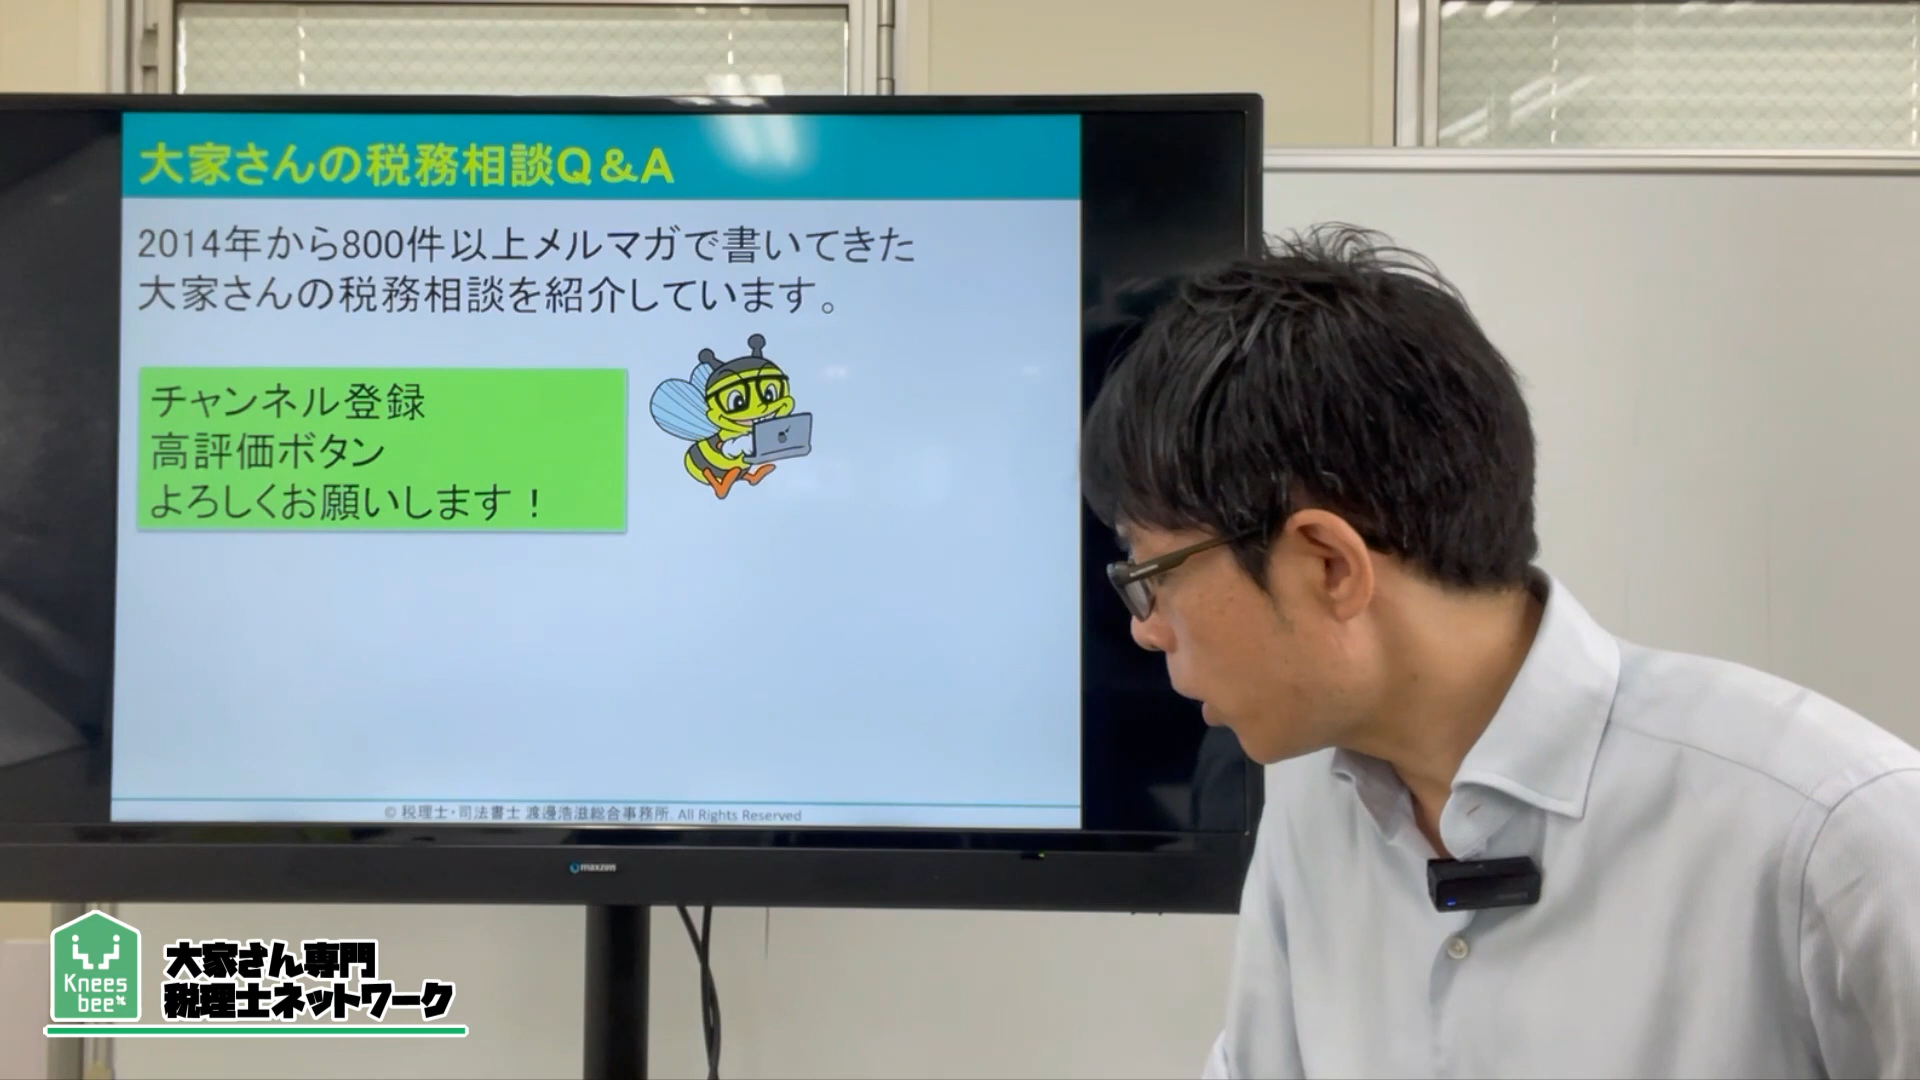 大家さんの税務相談Q&A
2014年から800件以上メルマガで書いてきた
大家さんの税務相談を紹介しています。
チャンネル登録
高評価ボタン
よろしくお願いします！
© 税理士・司法書士 渡邊浩滋総合事務所. All Rights Reserved
maxzen
Knees
bee
大家さん専門
税理士ネットワーク